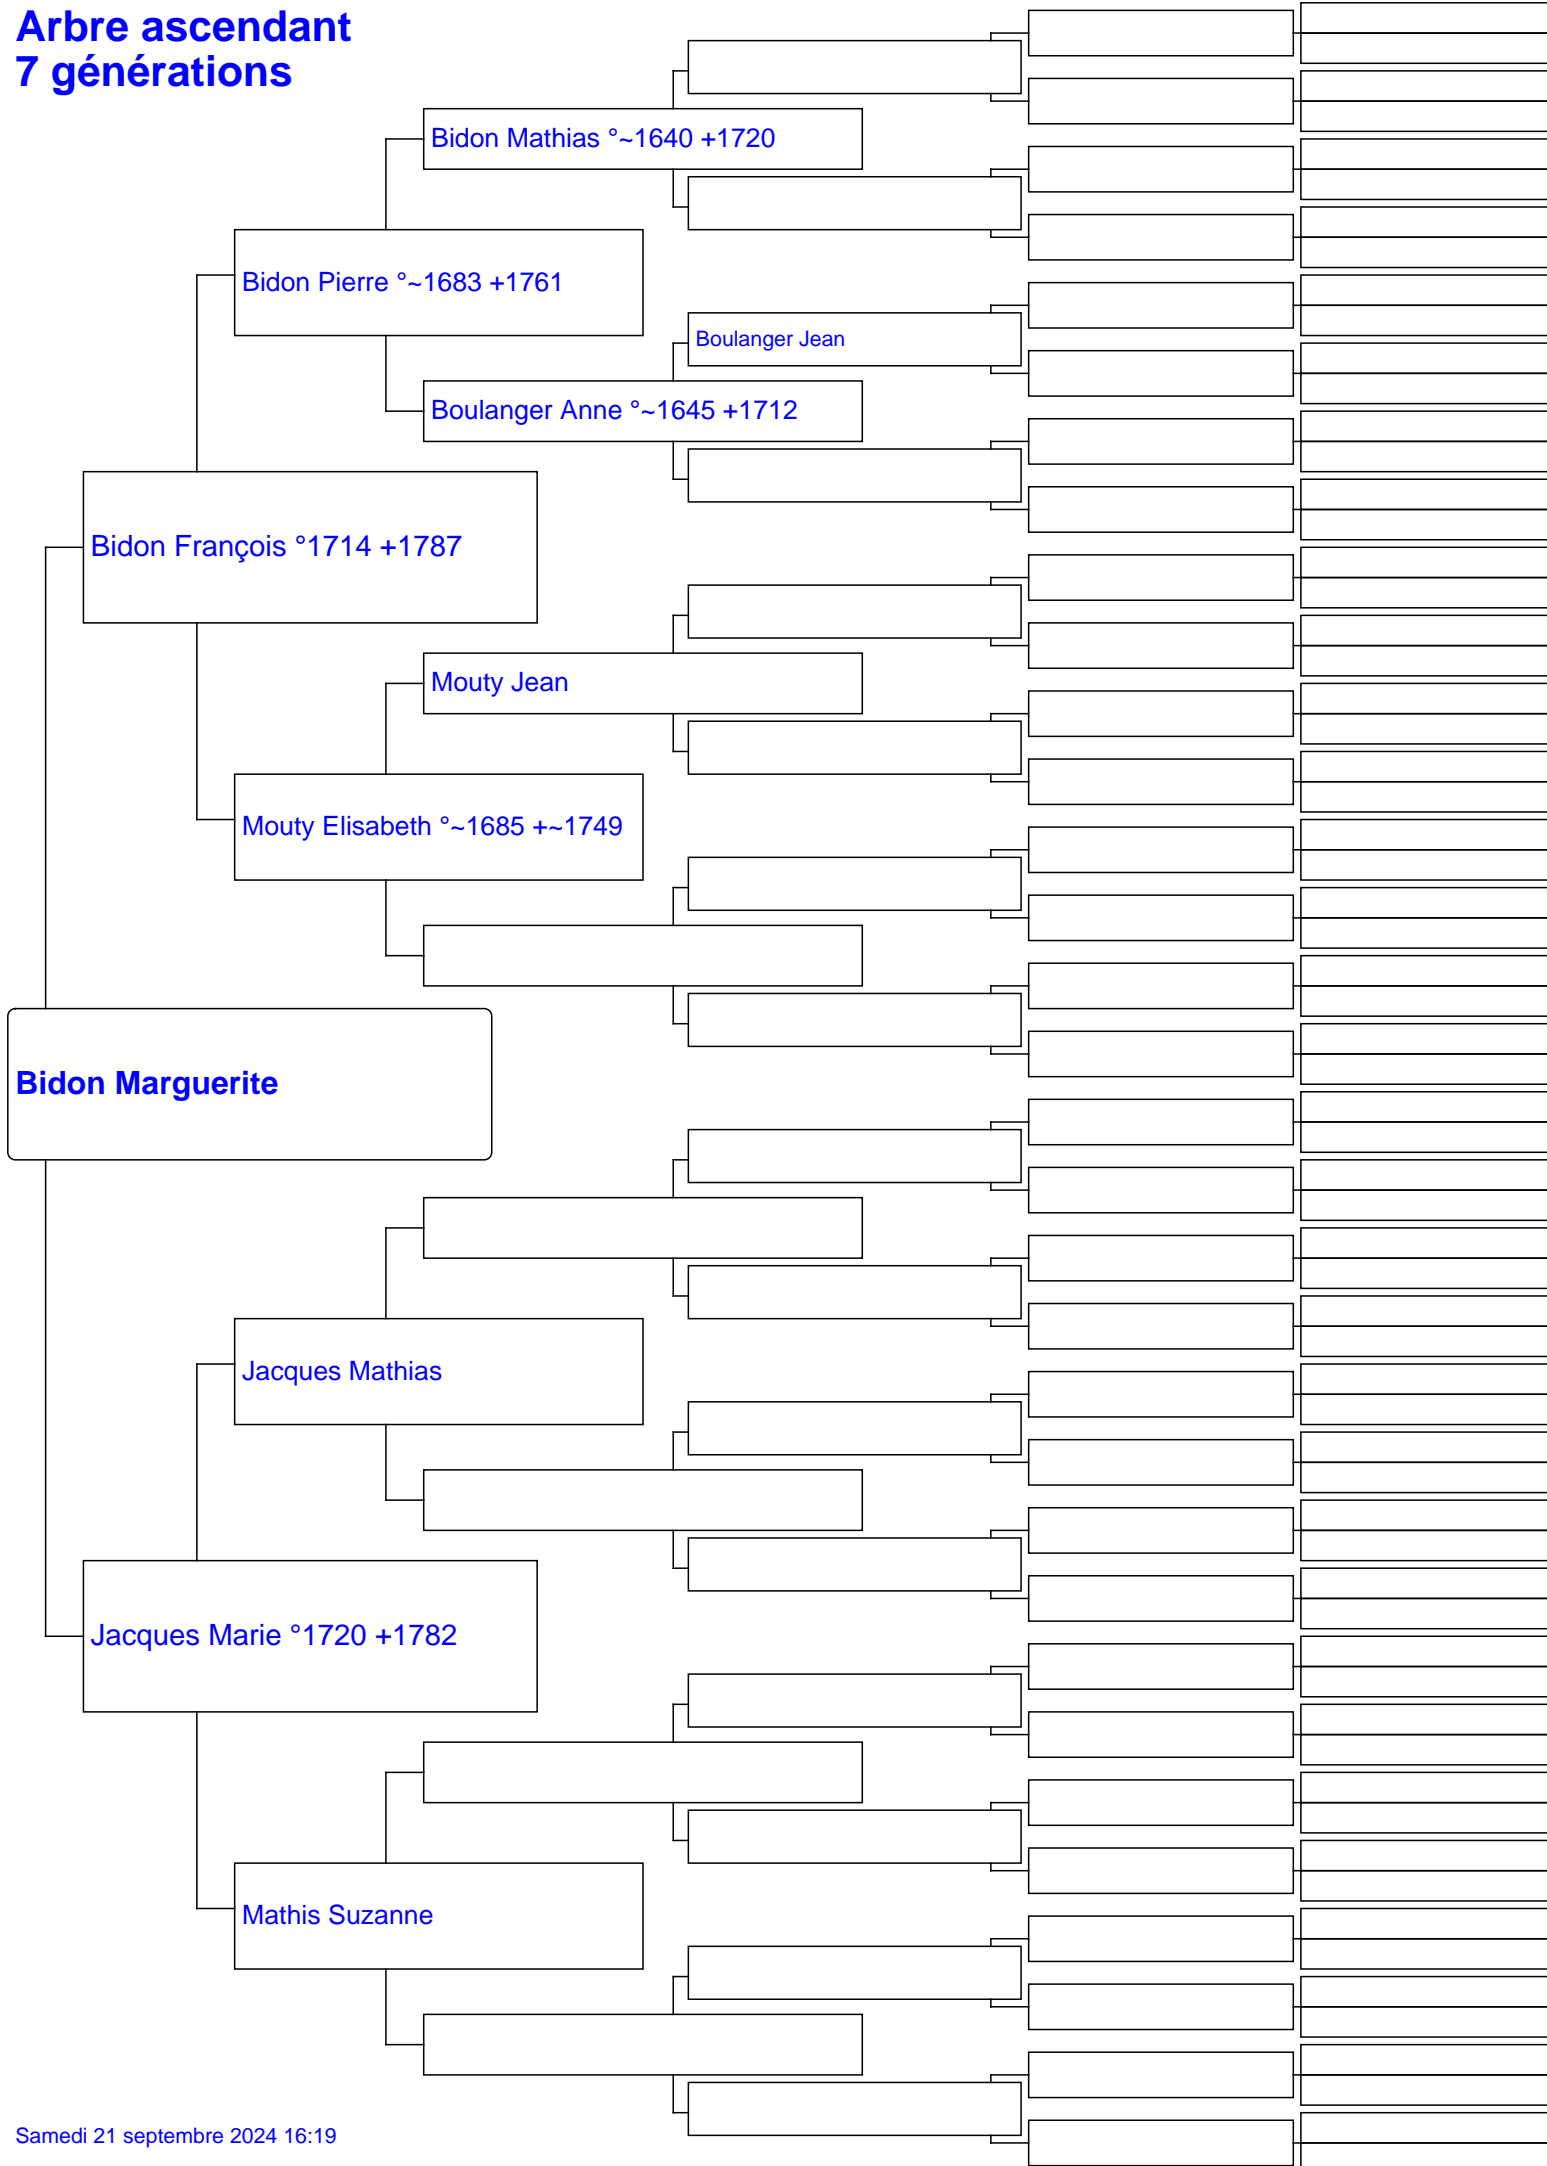 Arbre ascendant
7 générations
Bidon Mathias °~1640 +1720
Bidon Pierre °~1683 +1761
Boulanger Jean
Boulanger Anne °~1645 +1712
Bidon François °1714 +1787
Mouty Jean
Mouty Elisabeth °~1685 +~1749
Bidon Marguerite
Jacques Mathias
Jacques Marie °1720 +1782
Mathis Suzanne
Samedi 21 septembre 2024 16:19